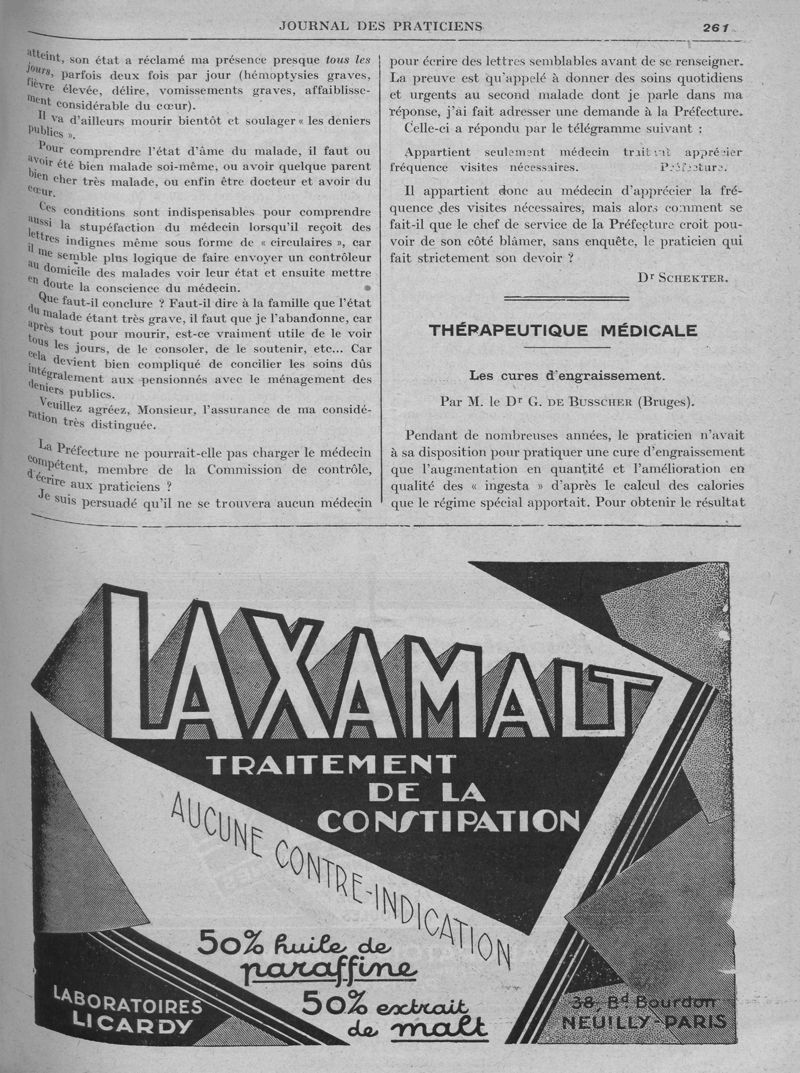 JOURNAL DES PRATICIENS
261
atteint, son état a réclamé ma présence presque tous les
jours, parfois deux fois par jour (hémoptysies graves,
fièvre élevée, délire, vomissements graves, affaiblisse-
ment considérable du cœur).
Il va d'ailleurs mourir bientôt et soulager « les deniers
publics ».
Pour comprendre l'état d'âme du malade, il faut ou
avoir été bien malade soi-même, ou avoir quelque parent
bien cher très malade, ou enfin être docteur et avoir du
cœur.
Ces conditions sont indispensables pour comprendre
aussi la stupéfaction du médecin lorsqu'il reçoit des
lettres indignes même sous forme de « circulaires », car
il me semble plus logique de faire envoyer un contrôleur
au domicile des malades voir leur état et ensuite mettre
en doute la conscience du médecin.
Que faut-il conclure ? Faut-il dire à la famille que l'état
du malade étant très grave, il faut que je l'abandonne, car
après tout pour mourir, est-ce vraiment utile de le voir
tous les jours, de le consoler, de le soutenir, etc... Car
cela devient bien compliqué de concilier les soins dûs
intégralement aux pensionnés avec le ménagement des
deniers publics.
Veuillez agréez, Monsieur, l'assurance de ma considé-
ration très distinguée.
La Préfecture ne pourrait-elle pas charger le médecin
compétent, membre de la Commission de contrôle,
d'écrire aux praticiens ?
Je suis persuadé qu'il ne se trouvera aucun médecin
pour écrire des lettres semblables avant de se renseigner.
La preuve est qu'appelé à donner des soins quotidiens
et urgents au second malade dont je parle dans ma
réponse, j'ai fait adresser une demande à la Préfecture.
Celle-ci a répondu par le télégramme suivant :
Appartient seulement médecin traitant apprécier
fréquence visites nécessaires. Préfecture.
Il appartient donc au médecin d'apprécier la fré-
quence des visites nécessaires, mais alors comment se
fait-il que le chef de service de la Préfecture croit pou-
voir de son côté blâmer, sans enquête, le praticien qui
fait strictement son devoir ?
Dr SCHEKTER.
THÉRAPEUTIQUE MÉDICALE
Les cures d'engraissement.
Par M. le Dr G. DE BUSSCHER (Bruges).
Pendant de nombreuses années, le praticien n'avait
à sa disposition pour pratiquer une cure d'engraissement
que l'augmentation en quantité et l'amélioration en
qualité des « ingesta » d'après le calcul des calories
que le régime spécial apportait. Pour obtenir le résultat
LAXAMALT
TRAITEMENT
DE LA
CONSTIPATION
AUCUNE CONTRE-INDICATION
50% huile de
paraffine
50% extrait
de malt
LABORATOIRES
LICARDY
38, Bd Bourdon
NEUILLY-PARIS